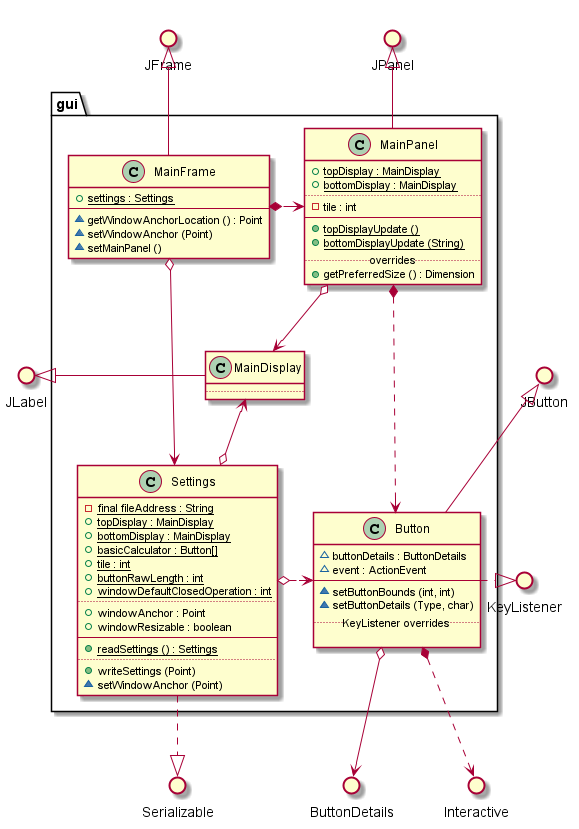 JFrame
JPanel
gui
MainFrame
settings : Settings
getWindowAnchorLocation () : Point
setWindowAnchor (Point)
setMainPanel ()
MainPanel
topDisplay : MainDisplay
bottomDisplay : MainDisplay
tile : int
topDisplayUpdate ()
bottomDisplayUpdate (String)
overrides
getPreferredSize () : Dimension
MainDisplay
JLabel
JButton
Settings
final fileAddress : String
topDisplay : MainDisplay
bottomDisplay : MainDisplay
basicCalculator : Button[]
tile : int
buttonRawLength : int
windowDefaultClosedOperation : int
windowAnchor : Point
windowResizable : boolean
readSettings () : Settings
writeSettings (Point)
setWindowAnchor (Point)
Button
buttonDetails : ButtonDetails
event : ActionEvent
setButtonBounds (int, int)
setButtonDetails (Type, char)
KeyListener overrides
KeyListener
Serializable
ButtonDetails
Interactive